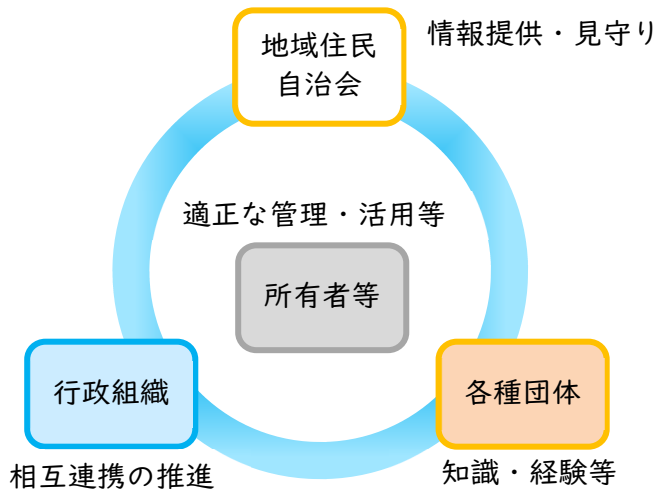 地域住民
自治会
情報提供・見守り
適正な管理・活用等
所有者等
行政組織
各種団体
相互連携の推進
知識・経験等